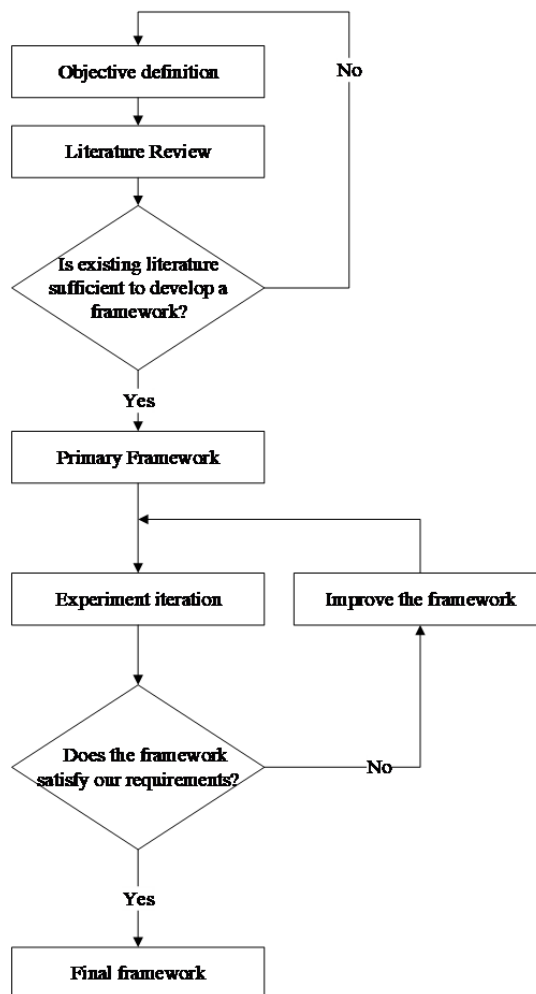 Objective definition
No
Literature Review
Is existing literature
sufficient to develop a
framework?
Yes
Primary Framework
Experiment iteration
Improve the framework
Does the framework
satisfy our requirements?
No
Yes
Final framework